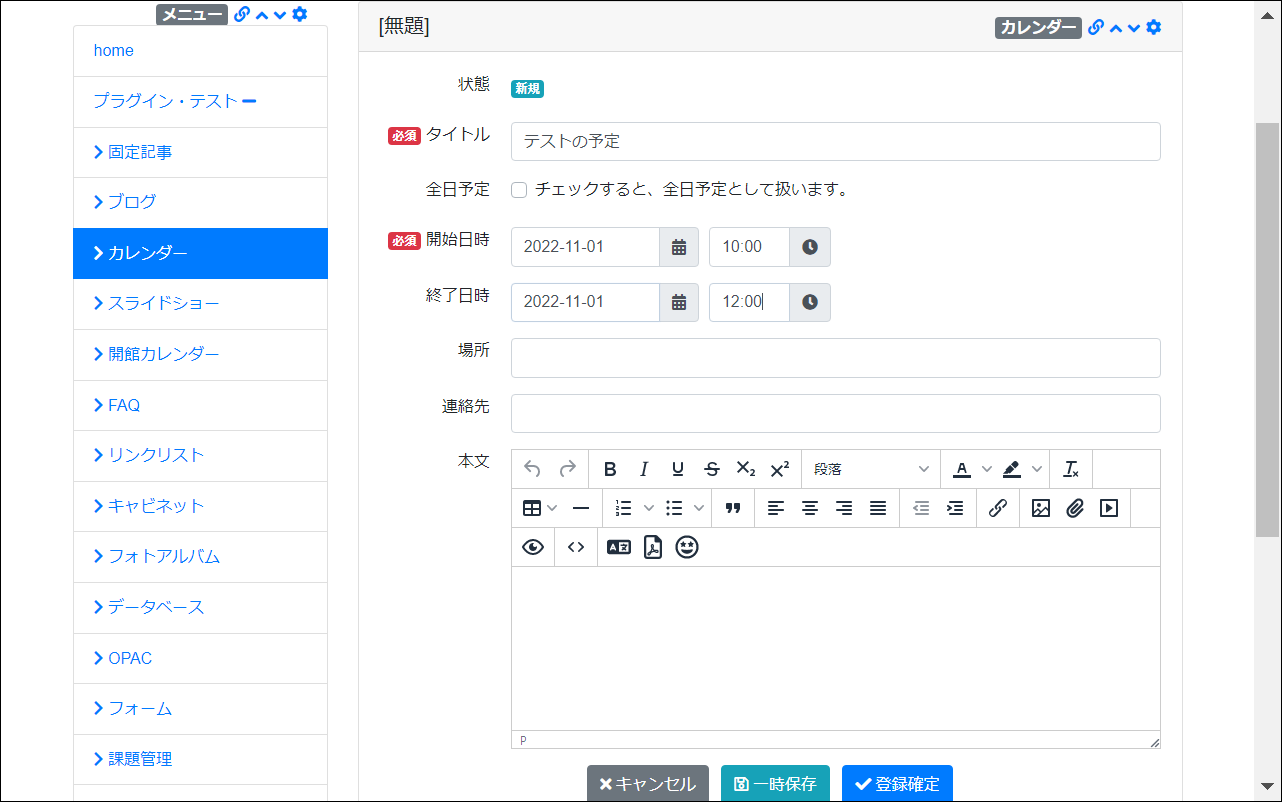 メニュー
home
プラグイン・テスト
固定記事
ブログ
カレンダー
スライドショー
開館カレンダー
FAQ
リンクリスト
キャビネット
フォトアルバム
データベース
OPAC
フォーム
課題管理
[無題]
カレンダー
状態 新規
必須 タイトル テストの予定
全日予定 チェックすると、全日予定として扱います。
必須 開始日時 2022-11-01 10:00
終了日時 2022-11-01 12:00
場所
連絡先
本文
段落
P
キャンセル 一時保存 登録確定